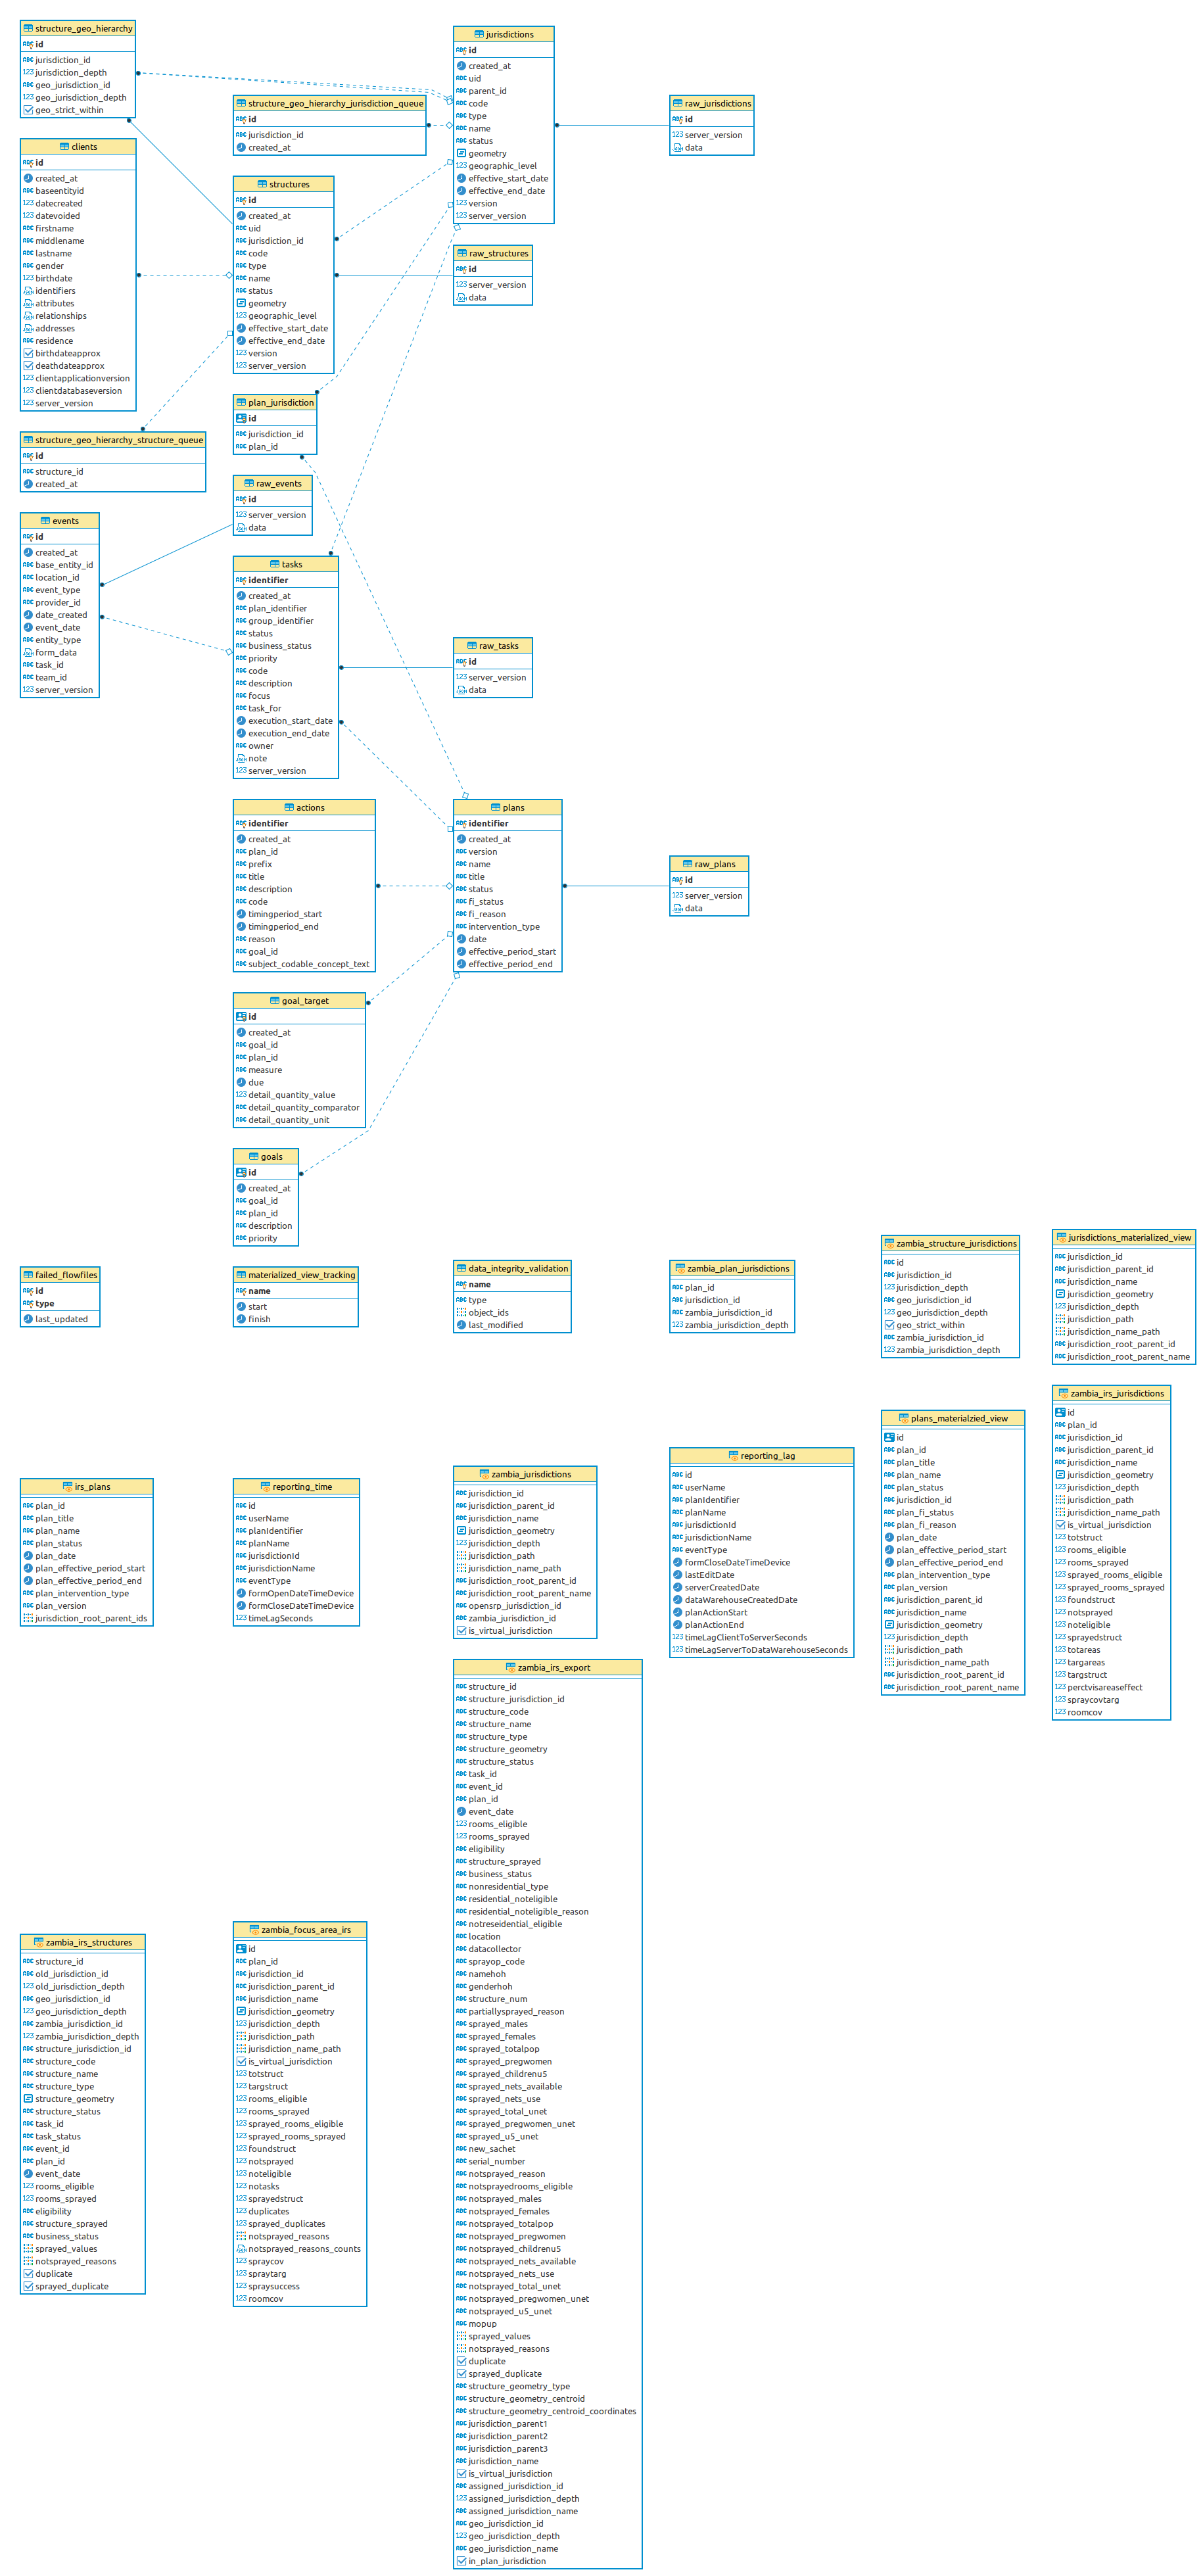 structure_geo_hierarchy
id
jurisdiction_id
jurisdiction_depth
geo_jurisdiction_id
geo_jurisdiction_depth
geo_strict_within
jurisdictions
id
created_at
uid
parent_id
code
type
name
status
geometry
geographic_level
effective_start_date
effective_end_date
version
server_version
structure_geo_hierarchy_jurisdiction_queue
id
jurisdiction_id
created_at
raw_jurisdictions
id
server_version
data
clients
id
created_at
baseentityid
datecreated
datevoided
firstname
middlename
lastname
gender
birthdate
identifiers
attributes
relationships
addresses
residence
birthdateapprox
deathdateapprox
clientapplicationversion
clientdatabaseversion
server_version
structures
id
created_at
uid
jurisdiction_id
code
type
name
status
geometry
geographic_level
effective_start_date
effective_end_date
version
server_version
raw_structures
id
server_version
data
plan_jurisdiction
id
jurisdiction_id
plan_id
structure_geo_hierarchy_structure_queue
id
structure_id
created_at
raw_events
id
server_version
data
events
id
created_at
base_entity_id
location_id
event_type
provider_id
date_created
event_date
entity_type
form_data
task_id
team_id
server_version
tasks
identifier
created_at
plan_identifier
group_identifier
status
business_status
priority
code
description
focus
task_for
execution_start_date
execution_end_date
owner
note
server_version
raw_tasks
id
server_version
data
actions
identifier
created_at
plan_id
prefix
title
description
code
timingperiod_start
timingperiod_end
reason
goal_id
subject_codable_concept_text
plans
identifier
created_at
version
name
title
status
fi_status
fi_reason
intervention_type
date
effective_period_start
effective_period_end
raw_plans
id
server_version
data
goal_target
id
created_at
goal_id
plan_id
measure
due
detail_quantity_value
detail_quantity_comparator
detail_quantity_unit
goals
id
created_at
goal_id
plan_id
description
priority
failed_flowfiles
id
type
last_updated
materialized_view_tracking
name
start
finish
data_integrity_validation
name
type
object_ids
last_modified
zambia_plan_jurisdictions
plan_id
jurisdiction_id
zambia_jurisdiction_id
zambia_jurisdiction_depth
zambia_structure_jurisdictions
id
jurisdiction_id
jurisdiction_depth
geo_jurisdiction_id
geo_jurisdiction_depth
geo_strict_within
zambia_jurisdiction_id
zambia_jurisdiction_depth
jurisdictions_materialized_view
jurisdiction_id
jurisdiction_parent_id
jurisdiction_name
jurisdiction_geometry
jurisdiction_depth
jurisdiction_path
jurisdiction_name_path
jurisdiction_root_parent_id
jurisdiction_root_parent_name
irs_plans
plan_id
plan_title
plan_name
plan_status
plan_date
plan_effective_period_start
plan_effective_period_end
plan_intervention_type
plan_version
jurisdiction_root_parent_ids
reporting_time
id
userName
planIdentifier
planName
jurisdictionId
jurisdictionName
eventType
formOpenDateTimeDevice
formCloseDateTimeDevice
timeLagSeconds
zambia_jurisdictions
jurisdiction_id
jurisdiction_parent_id
jurisdiction_name
jurisdiction_geometry
jurisdiction_depth
jurisdiction_path
jurisdiction_name_path
jurisdiction_root_parent_id
jurisdiction_root_parent_name
opensrp_jurisdiction_id
zambia_jurisdiction_id
is_virtual_jurisdiction
reporting_lag
id
userName
planIdentifier
planName
jurisdictionId
jurisdictionName
eventType
formCloseDateTimeDevice
lastEditDate
serverCreatedDate
dataWarehouseCreatedDate
planActionStart
planActionEnd
timeLagClientToServerSeconds
timeLagServerToDataWarehouseSeconds
plans_materialzied_view
id
plan_id
plan_title
plan_name
plan_status
jurisdiction_id
plan_fi_status
plan_fi_reason
plan_date
plan_effective_period_start
plan_effective_period_end
plan_intervention_type
plan_version
jurisdiction_parent_id
jurisdiction_name
jurisdiction_geometry
jurisdiction_depth
jurisdiction_path
jurisdiction_name_path
jurisdiction_root_parent_id
jurisdiction_root_parent_name
zambia_irs_jurisdictions
id
plan_id
jurisdiction_id
jurisdiction_parent_id
jurisdiction_name
jurisdiction_geometry
jurisdiction_depth
jurisdiction_path
jurisdiction_name_path
is_virtual_jurisdiction
totstruct
rooms_eligible
rooms_sprayed
sprayed_rooms_eligible
sprayed_rooms_sprayed
foundstruct
notsprayed
noteligible
sprayedstruct
totareas
targareas
targstruct
perctvisareaseffect
spraycovtarg
roomcov
zambia_irs_export
structure_id
structure_jurisdiction_id
structure_code
structure_name
structure_type
structure_geometry
structure_status
task_id
event_id
plan_id
event_date
rooms_eligible
rooms_sprayed
eligibility
structure_sprayed
business_status
nonresidential_type
residential_noteligible
residential_noteligible_reason
notreseidential_eligible
location
datacollector
sprayop_code
namehoh
genderhoh
structure_num
partiallysprayed_reason
sprayed_males
sprayed_females
sprayed_totalpop
sprayed_pregwomen
sprayed_childrenu5
sprayed_nets_available
sprayed_nets_use
sprayed_total_unet
sprayed_pregwomen_unet
sprayed_u5_unet
new_sachet
serial_number
notsprayed_reason
notsprayedrooms_eligible
notsprayed_males
notsprayed_females
notsprayed_totalpop
notsprayed_pregwomen
notsprayed_childrenu5
notsprayed_nets_available
notsprayed_nets_use
notsprayed_total_unet
notsprayed_pregwomen_unet
notsprayed_u5_unet
mopup
sprayed_values
notsprayed_reasons
duplicate
sprayed_duplicate
structure_geometry_type
structure_geometry_centroid
structure_geometry_centroid_coordinates
jurisdiction_parent1
jurisdiction_parent2
jurisdiction_parent3
jurisdiction_name
is_virtual_jurisdiction
assigned_jurisdiction_id
assigned_jurisdiction_depth
assigned_jurisdiction_name
geo_jurisdiction_id
geo_jurisdiction_depth
geo_jurisdiction_name
in_plan_jurisdiction
zambia_irs_structures
structure_id
old_jurisdiction_id
old_jurisdiction_depth
geo_jurisdiction_id
geo_jurisdiction_depth
zambia_jurisdiction_id
zambia_jurisdiction_depth
structure_jurisdiction_id
structure_code
structure_name
structure_type
structure_geometry
structure_status
task_id
task_status
event_id
plan_id
event_date
rooms_eligible
rooms_sprayed
eligibility
structure_sprayed
business_status
sprayed_values
notsprayed_reasons
duplicate
sprayed_duplicate
zambia_focus_area_irs
id
plan_id
jurisdiction_id
jurisdiction_parent_id
jurisdiction_name
jurisdiction_geometry
jurisdiction_depth
jurisdiction_path
jurisdiction_name_path
is_virtual_jurisdiction
totstruct
targstruct
rooms_eligible
rooms_sprayed
sprayed_rooms_eligible
sprayed_rooms_sprayed
foundstruct
notsprayed
noteligible
notasks
sprayedstruct
duplicates
sprayed_duplicates
notsprayed_reasons
notsprayed_reasons_counts
spraycov
spraytarg
spraysuccess
roomcov